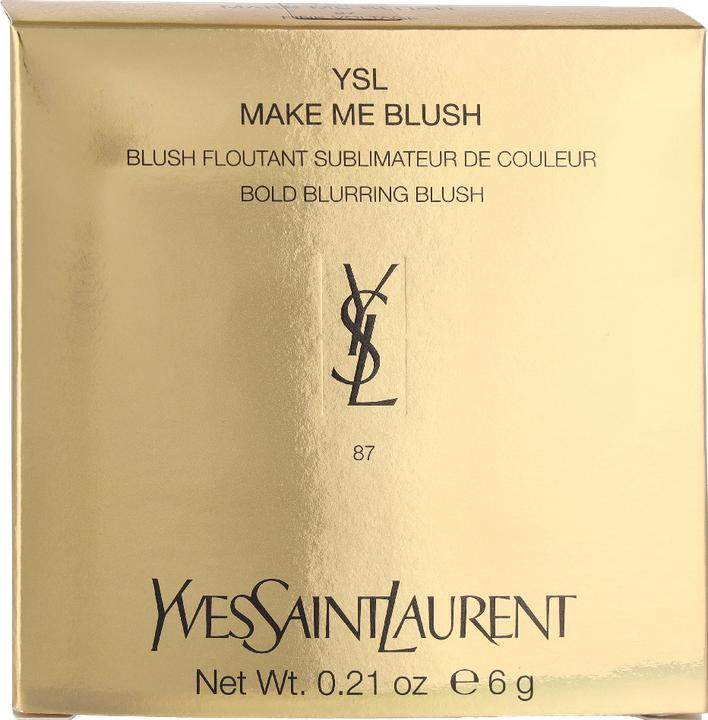 YSL
MAKE ME BLUSH
BLUSH FLOUTANT SUBLIMATEUR DE COULEUR
BOLD BLURRING BLUSH
YSL
87
YVESSAINTLAURENT
Net Wt. 0.21 oz ℮ 6 g